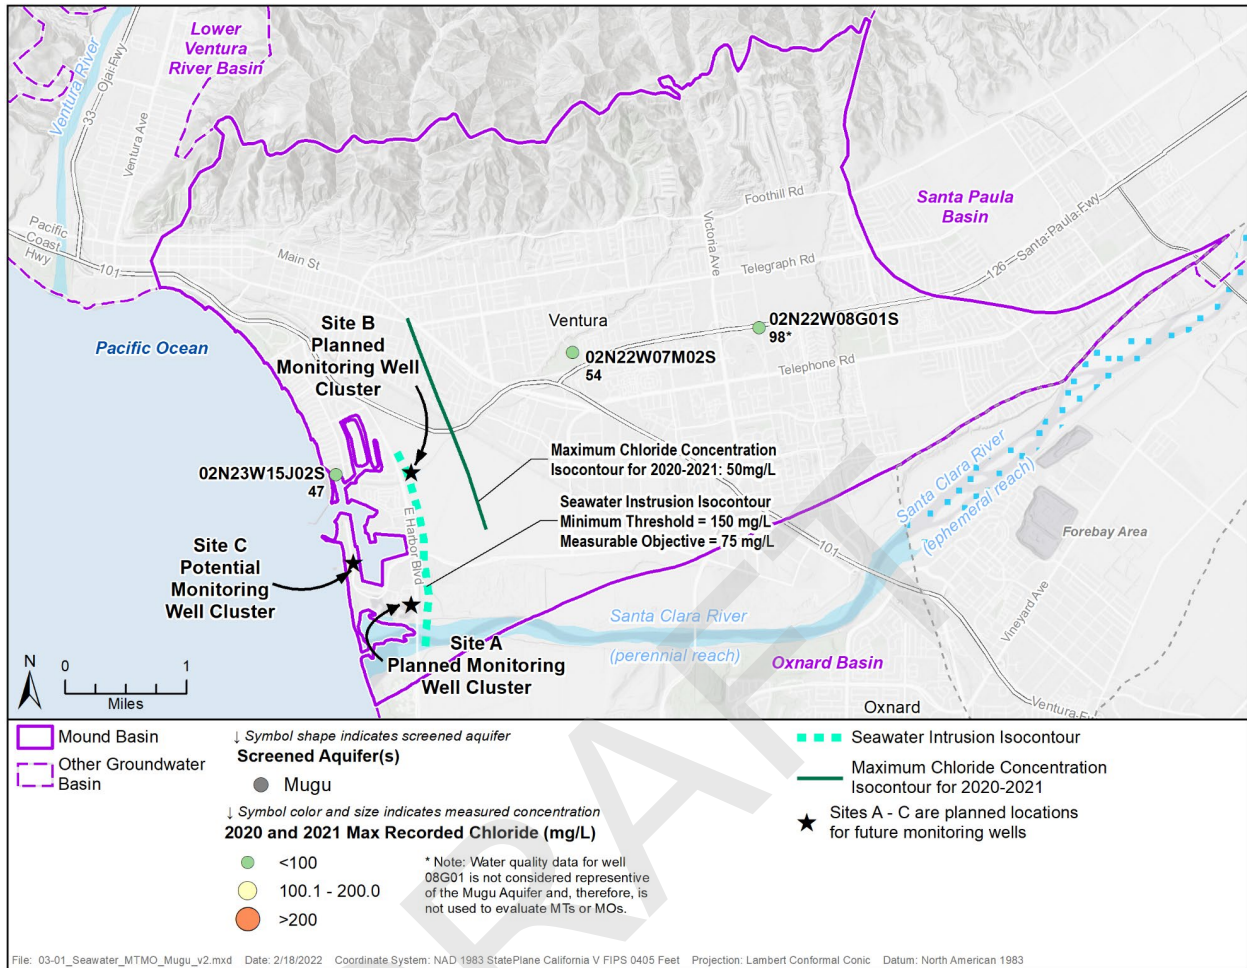 Lower
Ventura
River Basin
Ventura River
33
Ojai-Fwy
Ventura Ave
Pacific
Coast
Hwy
101
Main St
Foothill Rd
Victoria Ave
Telegraph Rd
Santa Paula
Basin
126
Santa-Paula-Fwy
Pacific Ocean
Site B
Planned
Monitoring Well
Cluster
Ventura
02N22W08G01S
98*
02N22W07M02S
54
Telephone Rd
02N23W15J02S
47
Maximum Chloride Concentration
Isocontour for 2020-2021: 50mg/L
Seawater Instrusion Isocontour
Minimum Threshold = 150 mg/L
Measurable Objective = 75 mg/L
E Harbor Blvd
Site C
Potential
Monitoring
Well Cluster
101
Santa Clara River
(ephemeral reach)
Forebay Area
Vineyard Ave
Santa Clara River
(perennial reach)
Site A
Planned Monitoring
Well Cluster
Oxnard Basin
Oxnard
Ventura-F
N
0 1
Miles
Mound Basin
Other Groundwater
Basin
↓ Symbol shape indicates screened aquifer
Screened Aquifer(s)
Mugu
↓ Symbol color and size indicates measured concentration
2020 and 2021 Max Recorded Chloride (mg/L)
<100
100.1 - 200.0
>200
* Note: Water quality data for well
08G01 is not considered representive
of the Mugu Aquifer and, therefore, is
not used to evaluate MTs or MOs.
Seawater Intrusion Isocontour
Maximum Chloride Concentration
Isocontour for 2020-2021
Sites A - C are planned locations
for future monitoring wells
DRAFT
File: 03-01_Seawater_MTMO_Mugu_v2.mxd Date: 2/18/2022 Coordinate System: NAD 1983 StatePlane California V FIPS 0405 Feet Projection: Lambert Conformal Conic Datum: North American 1983